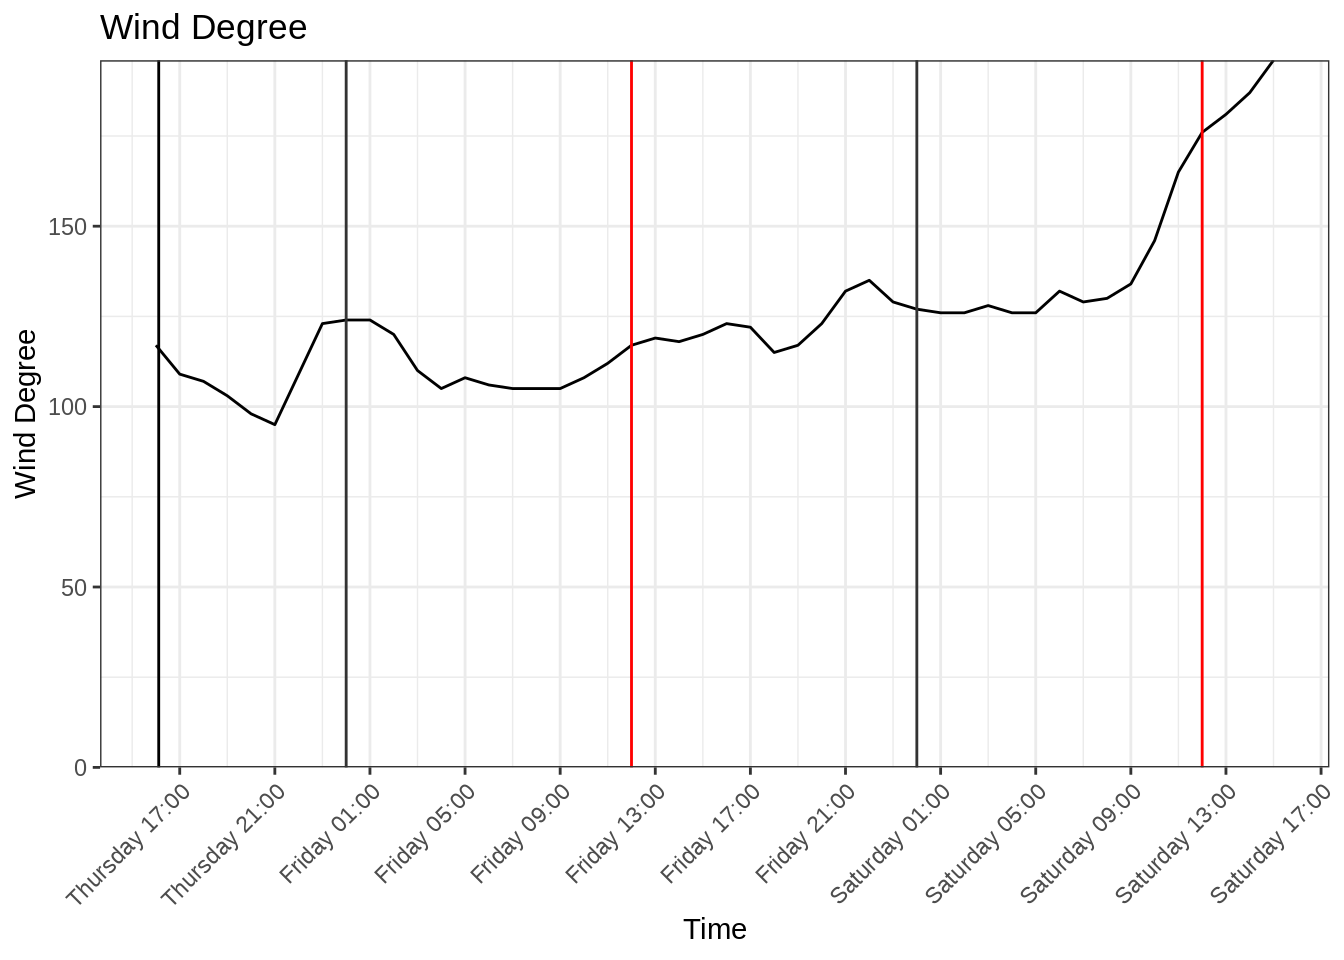 Wind Degree
Wind Degree
150
100
50
0
Thursday 17:00
Thursday 21:00
Friday 01:00
Friday 05:00
Friday 09:00
Friday 13:00
Friday 17:00
Friday 21:00
Saturday 01:00
Saturday 05:00
Saturday 09:00
Saturday 13:00
Saturday 17:00
Time